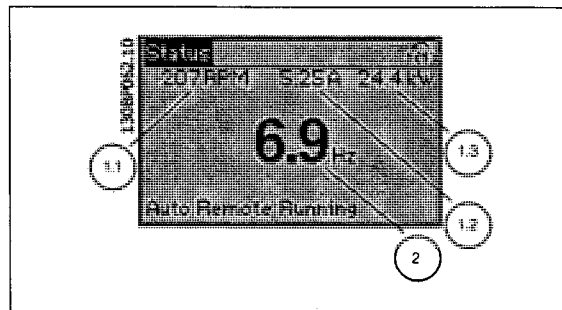 130BP062.10
Status
207RPM 5.25A 24.4kW
6.9Hz
Auto Remote Running
1.1
1.3
1.2
2